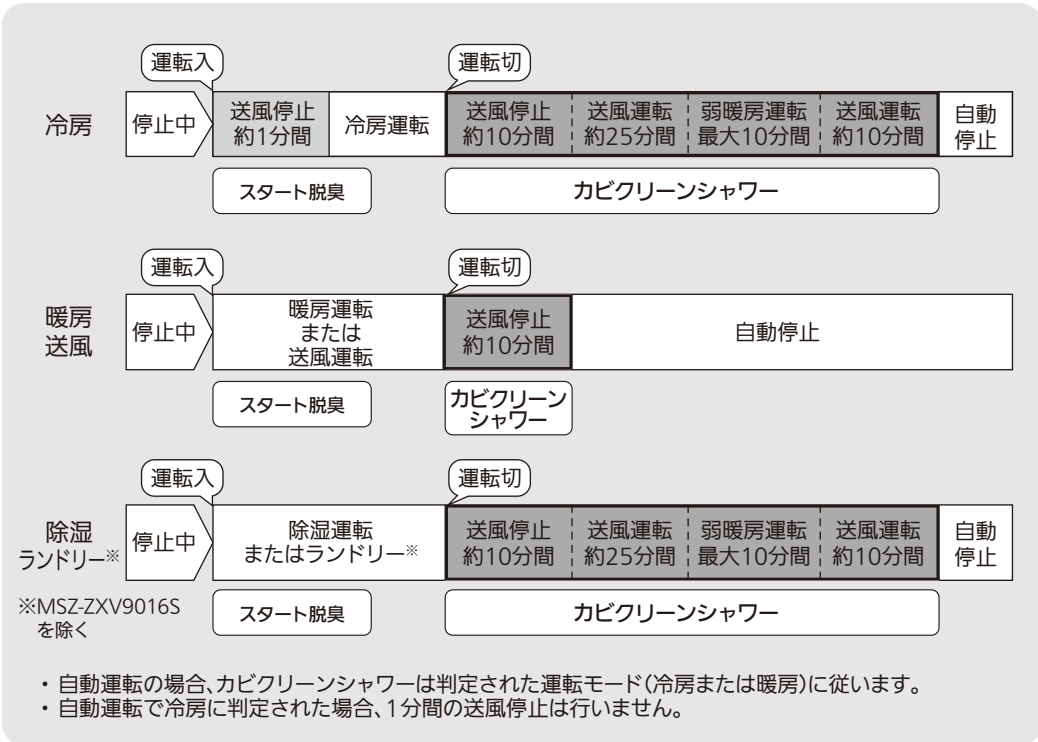 運転入
運転切
冷房
停止中
送風停止
約1分間
冷房運転
送風停止
約10分間
送風運転
約25分間
弱暖房運転
最大10分間
送風運転
約10分間
自動
停止
スタート脱臭
カビクリーンシャワー
運転入
運転切
暖房
送風
停止中
暖房運転
または
送風運転
送風停止
約10分間
自動停止
スタート脱臭
カビクリーン
シャワー
運転入
運転切
除湿
ランドリー※
停止中
除湿運転
またはランドリー※
送風停止
約10分間
送風運転
約25分間
弱暖房運転
最大10分間
送風運転
約10分間
自動
停止
※MSZ-ZXV9016S
を除く
スタート脱臭
カビクリーンシャワー
・自動運転の場合、カビクリーンシャワーは判定された運転モード(冷房または暖房)に従います。
・自動運転で冷房に判定された場合、1分間の送風停止は行いません。